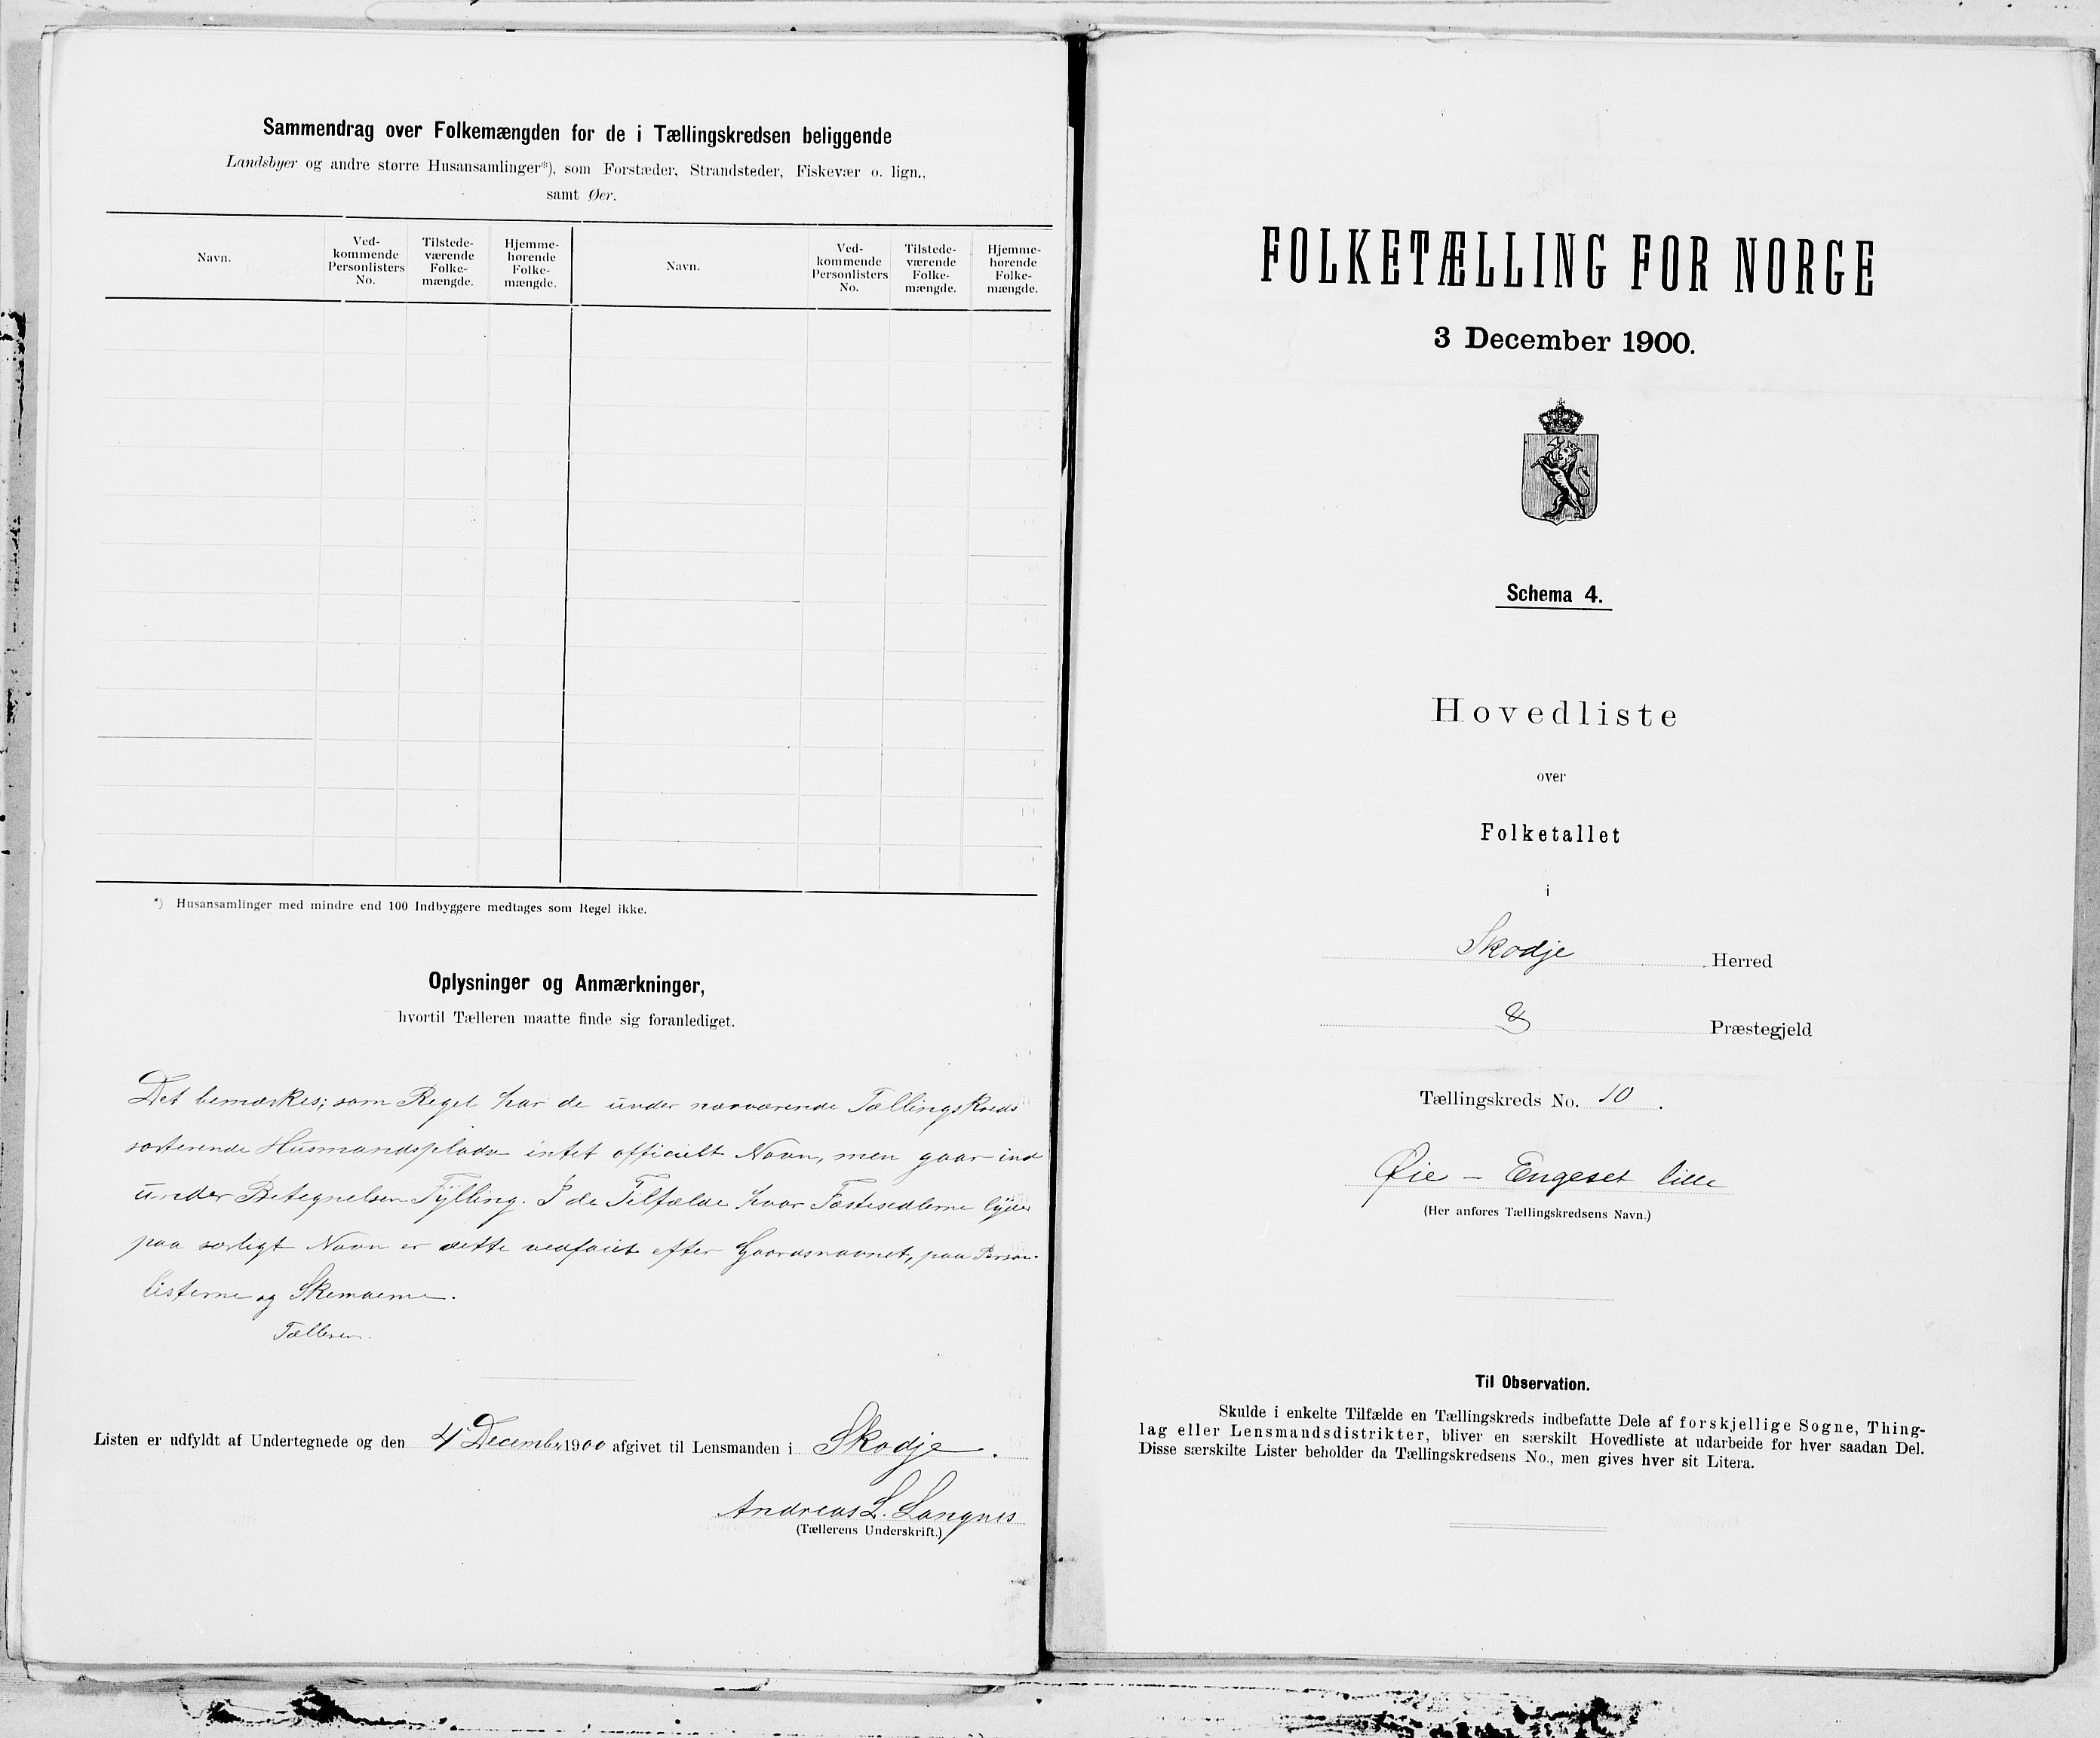 Sammendrag over Folkemængden for de i Tællingskredsen beliggende
Landsbyer og andre større Husansamlinger*), som Forstæder, Strandsteder, Fiskevær o. lign.,
samt Øer.
Navn.
Ved-
kommende
Personlisters
No.
Tilstede-
værende
Folke-
mængde.
Hjemme-
hørende
Folke-
mængde.
Navn.
Ved-
kommende
Personlisters
No.
Tilstede-
værende
Folke-
mængde.
Hjemme-
hørende
Folke-
mængde.
*) Husansamlinger med mindre end 100 Indbyggere medtages som Regel ikke.
Oplysninger og Anmærkninger,
hvortil Tælleren maatte finde sig foranlediget.
Det bemærkes; som Regel har de under nærværende Tællingskreds
sorterende Husmandsplads intet officielt Navn, men gaar ind
under Betegnelsen Fylling. I de Tilfælde hvor Fæstesedlerne lyder
paa særligt Navn er dette vedføiet efter Gaardsnavnet, paa Person-
listerne og Skemaerne.
Tælleren.
Listen er udfyldt af Undertegnede og den 4 December 1900 afgivet til Lensmanden i Skodje.
Andreas L. Langnes
(Tællerens Underskrift.)
FOLKETÆLLING FOR NORGE
3 December 1900.
Schema 4.
Hovedliste
over
Folketallet
i
Skodje Herred
Præstegjeld
Tællingskreds No. 10.
Øie - Engeset lille
(Her anføres Tællingskredsens Navn.)
Til Observation.
Skulde i enkelte Tilfælde en Tællingskreds indbefatte Dele af forskjellige Sogne, Thing-
lag eller Lensmandsdistrikter, bliver en særskilt Hovedliste at udarbeide for hver saadan Del.
Disse særskilte Lister beholder da Tællingskredsens No., men gives hver sit Litera.